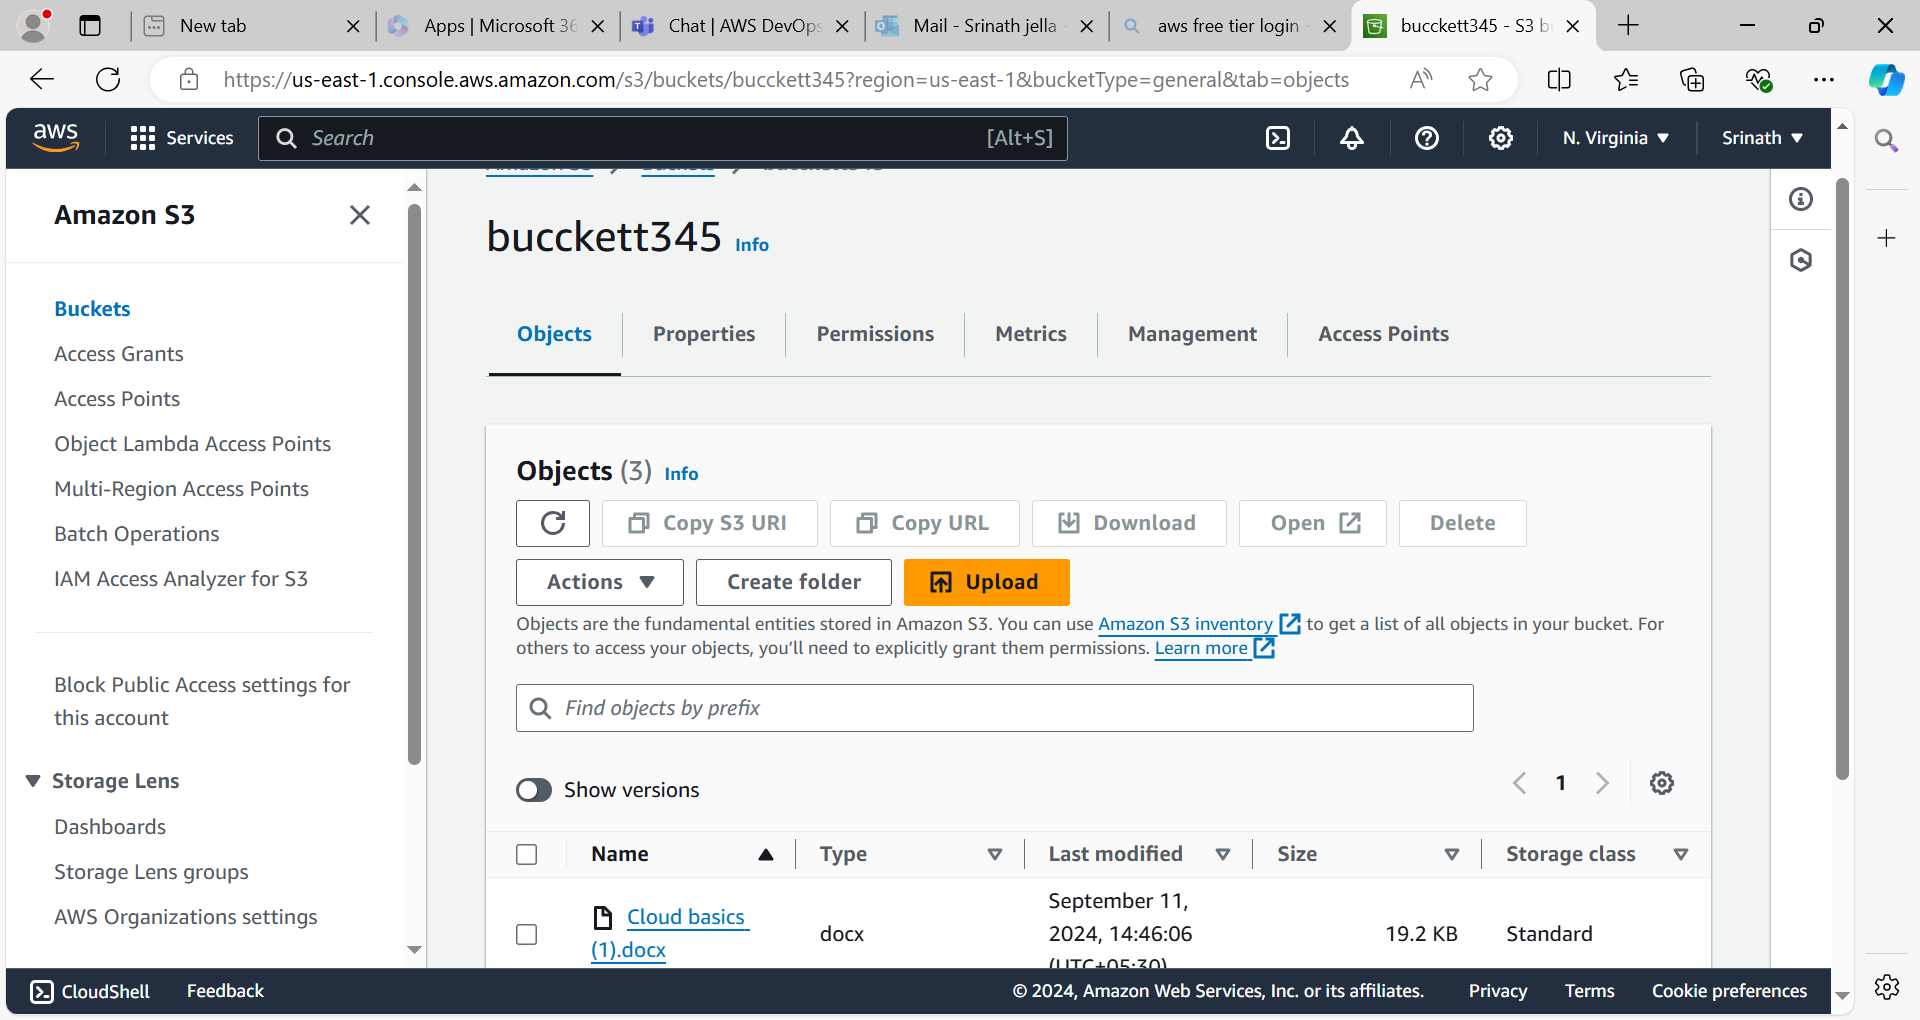 New tab
Apps | Microsoft 36
Chat | AWS DevOps
Mail - Srinath jella -
aws free tier login -
bucckett345 - S3 b
https://us-east-1.console.aws.amazon.com/s3/buckets/bucckett345?region=us-east-1&bucketType=general&tab=objects
aws
Services
Search
[Alt+S]
N. Virginia
Srinath
Amazon S3
Buckets
Access Grants
Access Points
Object Lambda Access Points
Multi-Region Access Points
Batch Operations
IAM Access Analyzer for S3
Block Public Access settings for
this account
Storage Lens
Dashboards
Storage Lens groups
AWS Organizations settings
bucckett345 Info
Objects
Properties
Permissions
Metrics
Management
Access Points
Objects (3) Info
Copy S3 URI
Copy URL
Download
Open
Delete
Actions
Create folder
Upload
Objects are the fundamental entities stored in Amazon S3. You can use Amazon S3 inventory to get a list of all objects in your bucket. For
others to access your objects, you'll need to explicitly grant them permissions. Learn more
Find objects by prefix
Show versions
1
Name
Type
Last modified
Size
Storage class
Cloud basics
(1).docx
docx
September 11,
2024, 14:46:06
(UTC+05:30)
19.2 KB
Standard
CloudShell
Feedback
© 2024, Amazon Web Services, Inc. or its affiliates.
Privacy
Terms
Cookie preferences